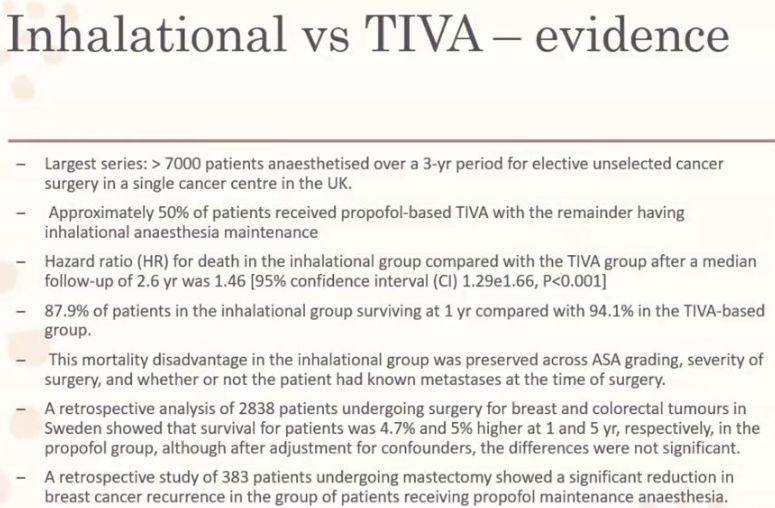 Inhalational vs TIVA – evidence
– Largest series: > 7000 patients anaesthetised over a 3-yr period for elective unselected cancer
surgery in a single cancer centre in the UK.
– Approximately 50% of patients received propofol-based TIVA with the remainder having
inhalational anaesthesia maintenance
– Hazard ratio (HR) for death in the inhalational group compared with the TIVA group after a median
follow-up of 2.6 yr was 1.46 [95% confidence interval (CI) 1.29e1.66, P<0.001]
– 87.9% of patients in the inhalational group surviving at 1 yr compared with 94.1% in the TIVA-based
group.
– This mortality disadvantage in the inhalational group was preserved across ASA grading, severity of
surgery, and whether or not the patient had known metastases at the time of surgery.
– A retrospective analysis of 2838 patients undergoing surgery for breast and colorectal tumours in
Sweden showed that survival for patients was 4.7% and 5% higher at 1 and 5 yr, respectively, in the
propofol group, although after adjustment for confounders, the differences were not significant.
– A retrospective study of 383 patients undergoing mastectomy showed a significant reduction in
breast cancer recurrence in the group of patients receiving propofol maintenance anaesthesia.